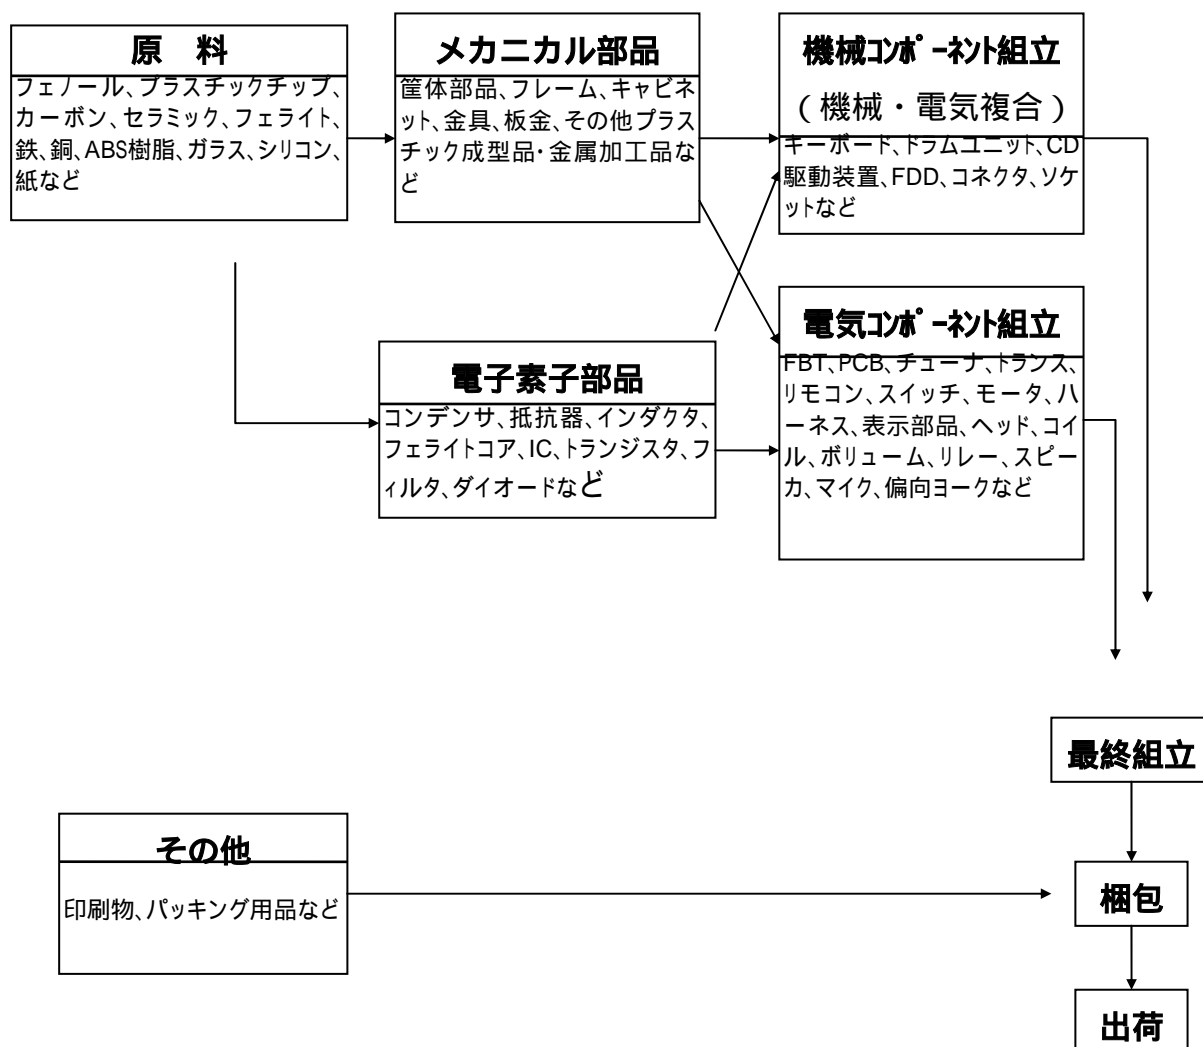 原　料
フェノール、プラスチックチップ、
カーボン、セラミック、フェライト、
鉄、銅、ABS樹脂、ガラス、シリコン、
紙など
メカニカル部品
筐体部品、フレーム、キャビネ
ット、金具、板金、その他プラス
チック成型品・金属加工品な
ど
機械ｺﾝﾎﾟｰﾈﾝﾄ組立
（機械・電気複合）
キーボード、ドラムユニット、CD
駆動装置、FDD、コネクタ、ソケ
ットなど
電子素子部品
コンデンサ、抵抗器、インダクタ、
フェライトコア、IC、トランジスタ、フ
ィルタ、ダイオードなど
電気ｺﾝﾎﾟｰﾈﾝﾄ組立
FBT、PCB、チューナ、トランス、
リモコン、スイッチ、モータ、ハ
ーネス、表示部品、ヘッド、コイ
ル、ボリューム、リレー、スピー
カ、マイク、偏向ヨークなど
最終組立
その他
印刷物、パッキング用品など
梱包
出荷